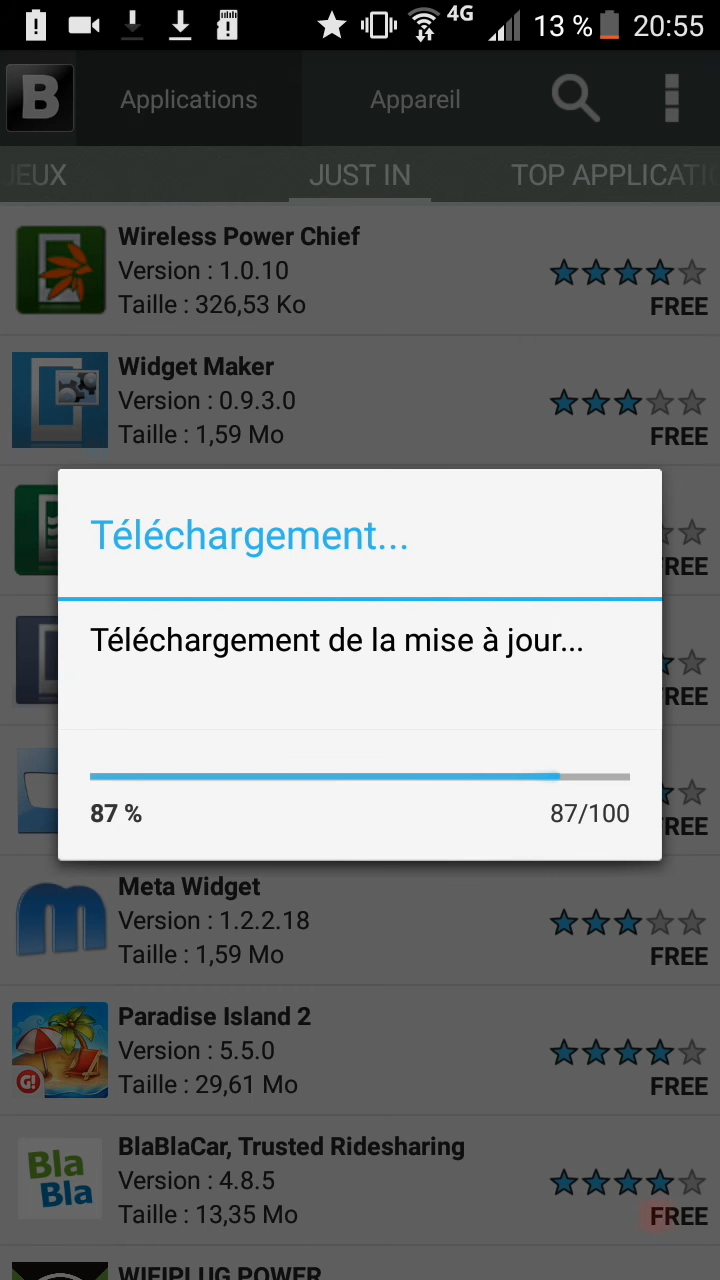 4G
13 %
20:55
B
Applications
Appareil
JEUX
JUST IN
TOP APPLICATI
Wireless Power Chief
Version : 1.0.10
Taille : 326,53 Ko
FREE
Widget Maker
Version : 0.9.3.0
Taille : 1,59 Mo
FREE
FREE
FREE
FREE
Téléchargement...
Téléchargement de la mise à jour...
87 %
87/100
Meta Widget
Version : 1.2.2.18
Taille : 1,59 Mo
FREE
Paradise Island 2
Version : 5.5.0
Taille : 29,61 Mo
FREE
G!
BlaBlaCar, Trusted Ridesharing
Version : 4.8.5
Taille : 13,35 Mo
FREE
Bla
Bla
WIFIPLUG POWER